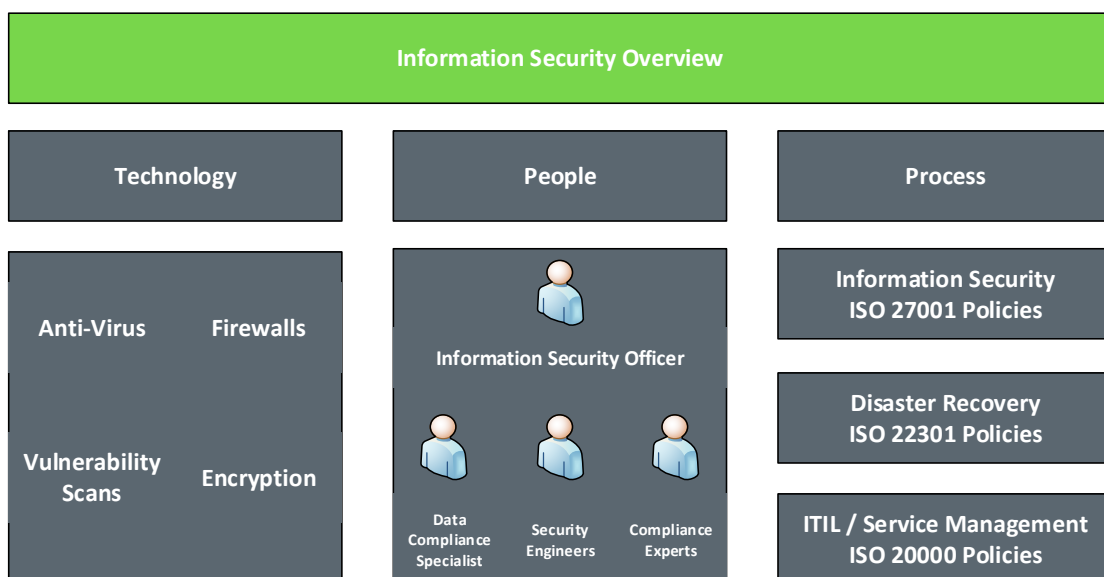 Information Security Overview
Technology
People
Process
Anti-Virus
Firewalls
Vulnerability
Scans
Encryption
Information Security Officer
Data
Compliance
Specialist
Security
Engineers
Compliance
Experts
Information Security
ISO 27001 Policies
Disaster Recovery
ISO 22301 Policies
ITIL / Service Management
ISO 20000 Policies